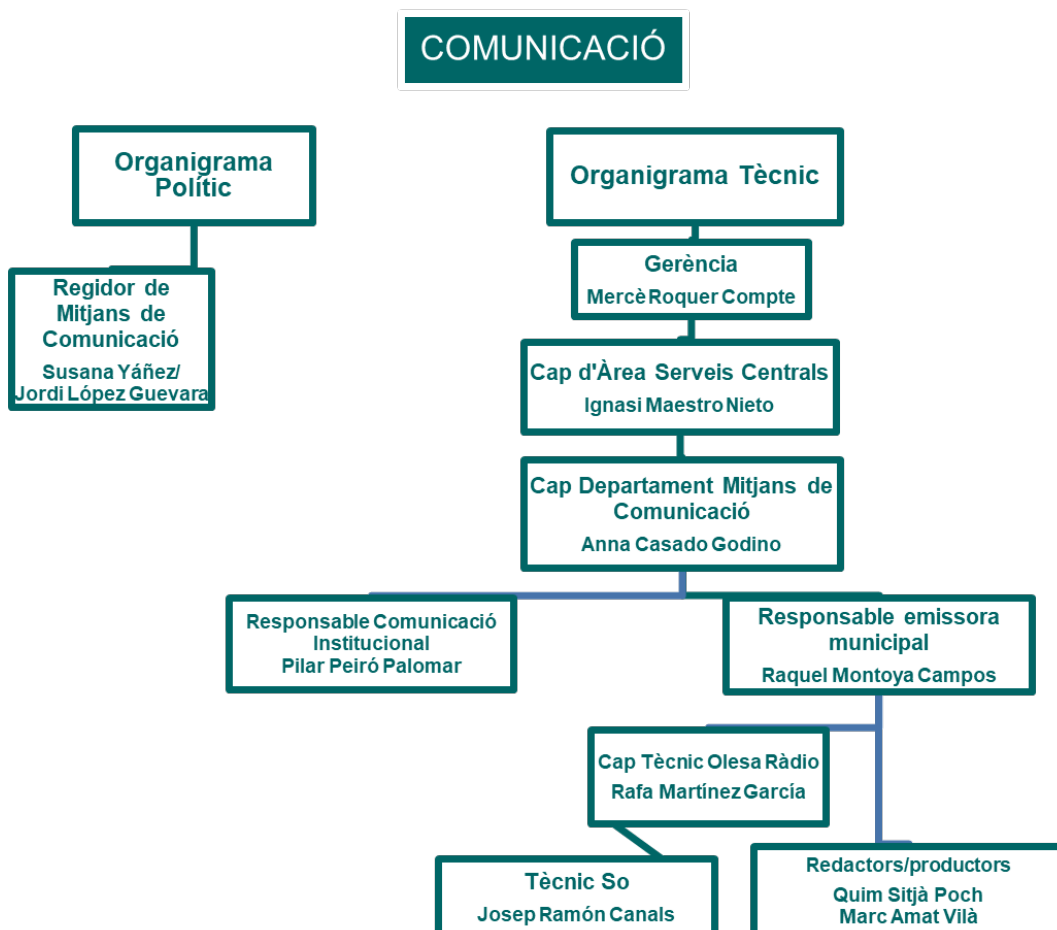 COMUNICACIÓ
Organigrama
Polític
Regidor de
Mitjans de
Comunicació
Susana Yáñez/
Jordi López Guevara
Organigrama Tècnic
Gerència
Mercè Roquer Compte
Cap d'Àrea Serveis Centrals
Ignasi Maestro Nieto
Cap Departament Mitjans de
Comunicació
Anna Casado Godino
Responsable Comunicació
Institucional
Pilar Peiró Palomar
Responsable emissora
municipal
Raquel Montoya Campos
Cap Tècnic Olesa Ràdio
Rafa Martínez García
Tècnic So
Josep Ramón Canals
Redactors/productors
Quim Sitjà Poch
Marc Amat Vilà